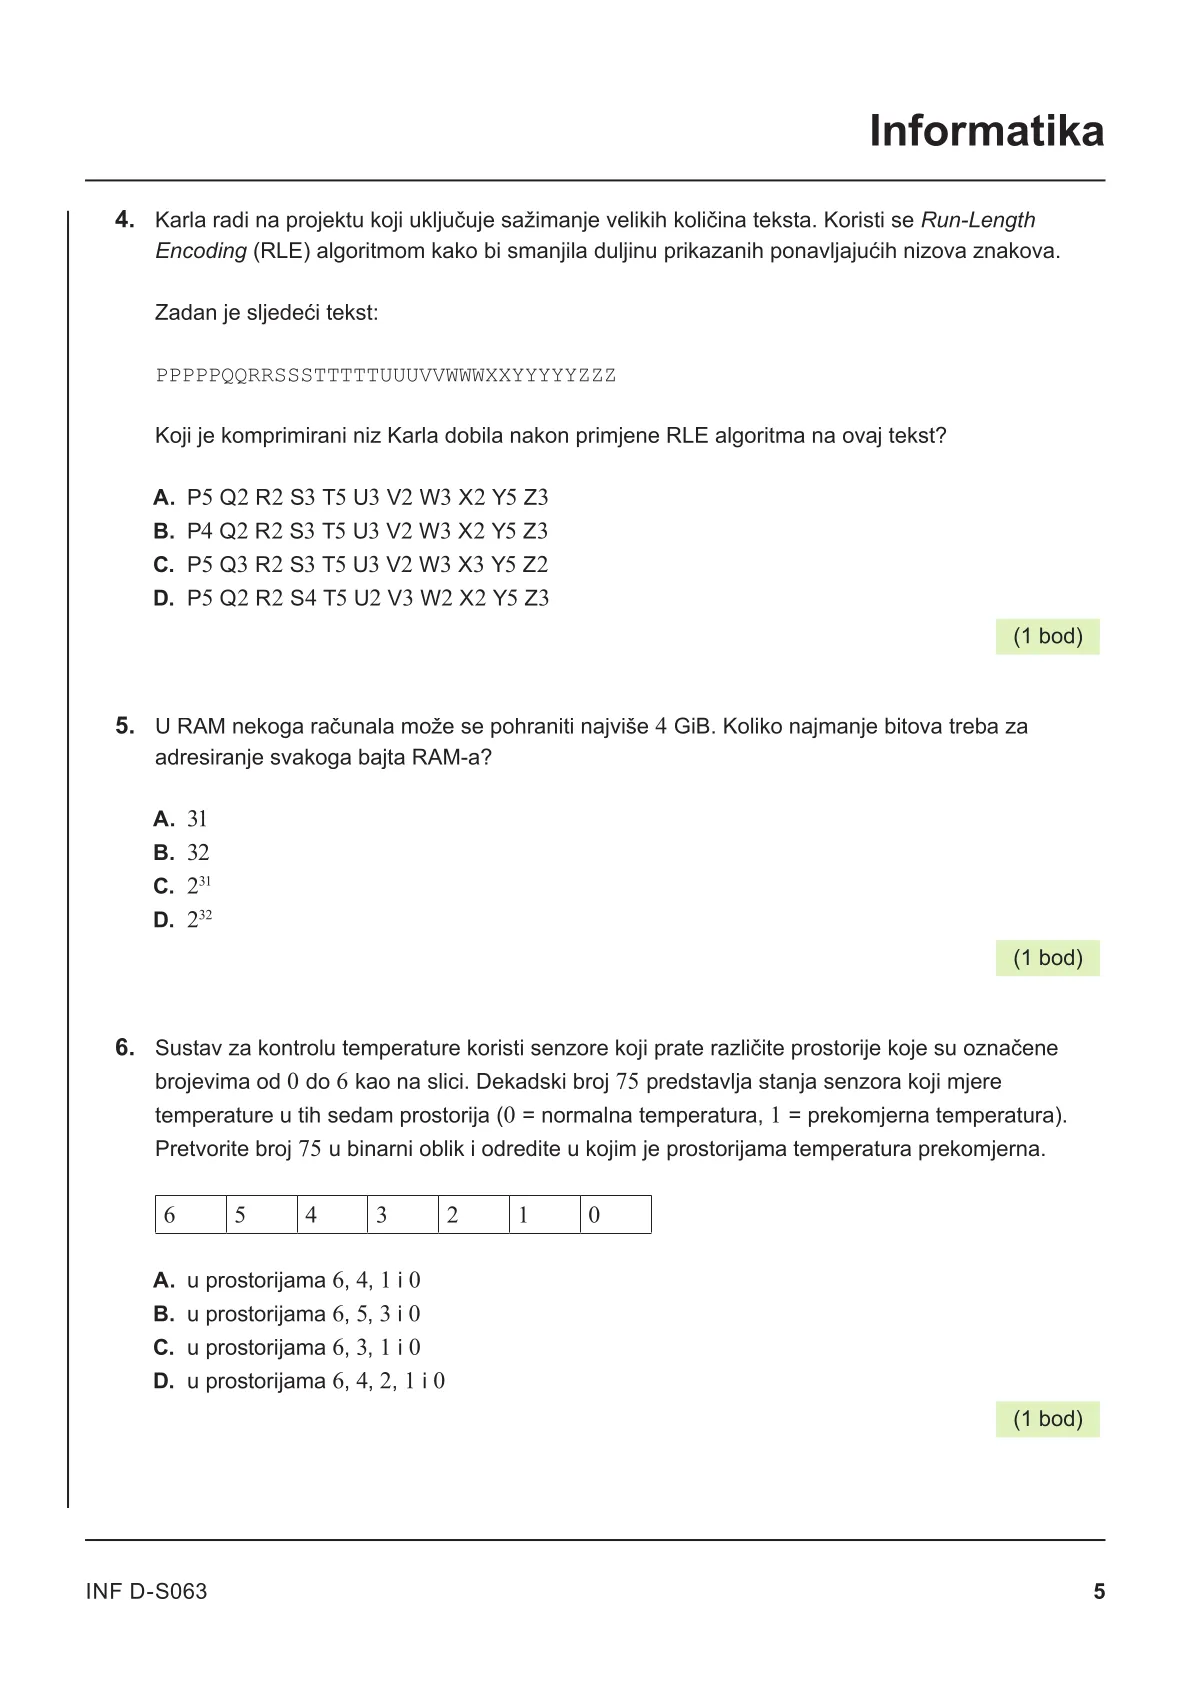 Informatika
4. Karla radi na projektu koji uključuje sažimanje velikih količina teksta. Koristi se Run-Length
Encoding (RLE) algoritmom kako bi smanjila duljinu prikazanih ponavljajućih nizova znakova.
Zadan je sljedeći tekst:
PPPPPQQRRSSSTTTTTUUUVVWWWXXYYYYYZZZ
Koji je komprimirani niz Karla dobila nakon primjene RLE algoritma na ovaj tekst?
A. P5 Q2 R2 S3 T5 U3 V2 W3 X2 Y5 Z3
B. P4 Q2 R2 S3 T5 U3 V2 W3 X2 Y5 Z3
C. P5 Q3 R2 S3 T5 U3 V2 W3 X3 Y5 Z2
D. P5 Q2 R2 S4 T5 U2 V3 W2 X2 Y5 Z3
(1 bod)
5. U RAM nekoga računala može se pohraniti najviše 4 GiB. Koliko najmanje bitova treba za
adresiranje svakoga bajta RAM-a?
A. 31
B. 32
C. 2³¹
D. 2³²
(1 bod)
6. Sustav za kontrolu temperature koristi senzore koji prate različite prostorije koje su označene
brojevima od 0 do 6 kao na slici. Dekadski broj 75 predstavlja stanja senzora koji mjere
temperature u tih sedam prostorija (0 = normalna temperatura, 1 = prekomjerna temperatura).
Pretvorite broj 75 u binarni oblik i odredite u kojim je prostorijama temperatura prekomjerna.
6 5 4 3 2 1 0
A. u prostorijama 6, 4, 1 i 0
B. u prostorijama 6, 5, 3 i 0
C. u prostorijama 6, 3, 1 i 0
D. u prostorijama 6, 4, 2, 1 i 0
(1 bod)
INF D-S063
5